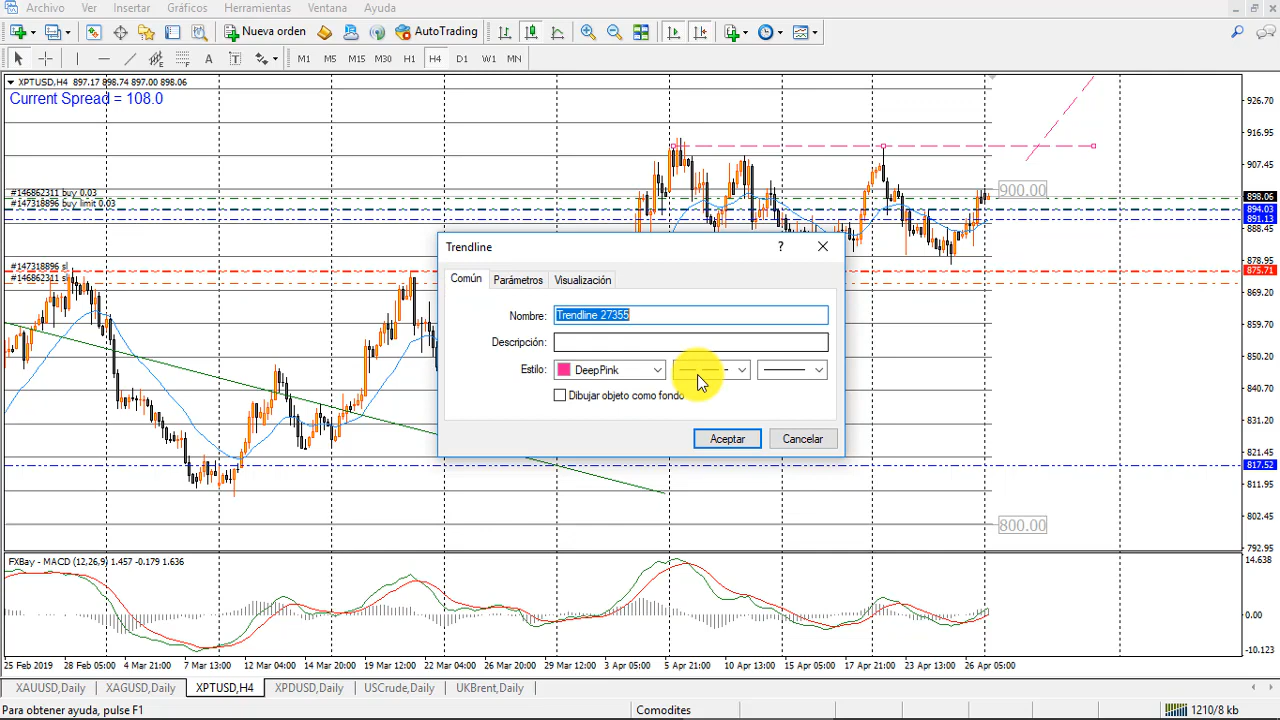 Archivo Ver Insertar Gráficos Herramientas Ventana Ayuda
Nueva orden AutoTrading
A T M1 M5 M15 M30 H1 H4 D1 W1 MN
XPTUSD,H4 897.17 898.74 897.00 898.06
Current Spread = 108.0
926.70
916.95
907.45
900.00
#146862311 buy 0.03
898.06
#147318896 buy limit 0.03
894.03
891.13
888.45
878.95
#147318896 sl
875.71
#146862311 sl
869.20
850.20
840.70
831.20
821.45
817.52
811.95
802.45
800.00
792.95
Trendline ?
Común Parámetros Visualización
Nombre: Trendline 27355
Descripción:
Estilo: DeepPink
Dibujar objeto como fondo
Aceptar Cancelar
FXBay - MACD (12,26,9) 1.457 -0.179 1.636
14.638
0.00
-10.123
25 Feb 2019 28 Feb 05:00 4 Mar 21:00 7 Mar 13:00 12 Mar 04:00 14 Mar 20:00 19 Mar 12:00 22 Mar 04:00 26 Mar 20:00 29 Mar 12:00 3 Apr 05:00 5 Apr 21:00 10 Apr 13:00 15 Apr 05:00 17 Apr 21:00 23 Apr 13:00 26 Apr 05:00
XAUUSD,Daily XAGUSD,Daily XPTUSD,H4 XPDUSD,Daily USCrude,Daily UKBrent,Daily
Para obtener ayuda, pulse F1 Comodites 1210/8 kb